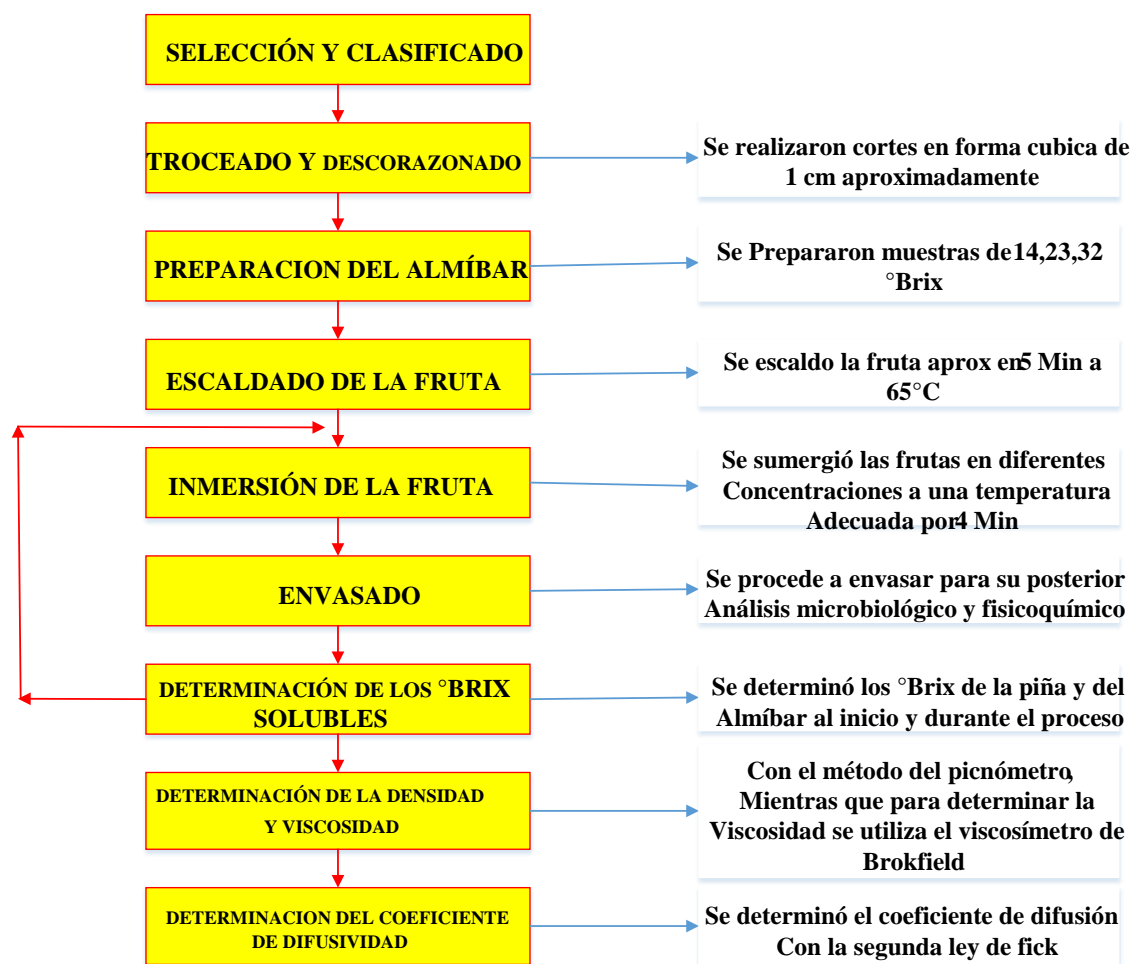 SELECCIÓN Y CLASIFICADO
TROCEADO Y DESCORAZONADO
Se realizaron cortes en forma cubica de
1 cm aproximadamente
PREPARACION DEL ALMÍBAR
Se Prepararon muestras de14,23,32
°Brix
ESCALDADO DE LA FRUTA
Se escaldo la fruta aprox en5 Min a
65°C
INMERSIÓN DE LA FRUTA
Se sumergió las frutas en diferentes
Concentraciones a una temperatura
Adecuada por4 Min
ENVASADO
Se procede a envasar para su posterior
Análisis microbiológico y fisicoquímico
DETERMINACIÓN DE LOS °BRIX
SOLUBLES
Se determinó los °Brix de la piña y del
Almíbar al inicio y durante el proceso
DETERMINACIÓN DE LA DENSIDAD
Y VISCOSIDAD
Con el método del picnómetro,
Mientras que para determinar la
Viscosidad se utiliza el viscosímetro de
Brokfield
DETERMINACION DEL COEFICIENTE
DE DIFUSIVIDAD
Se determinó el coeficiente de difusión
Con la segunda ley de fick